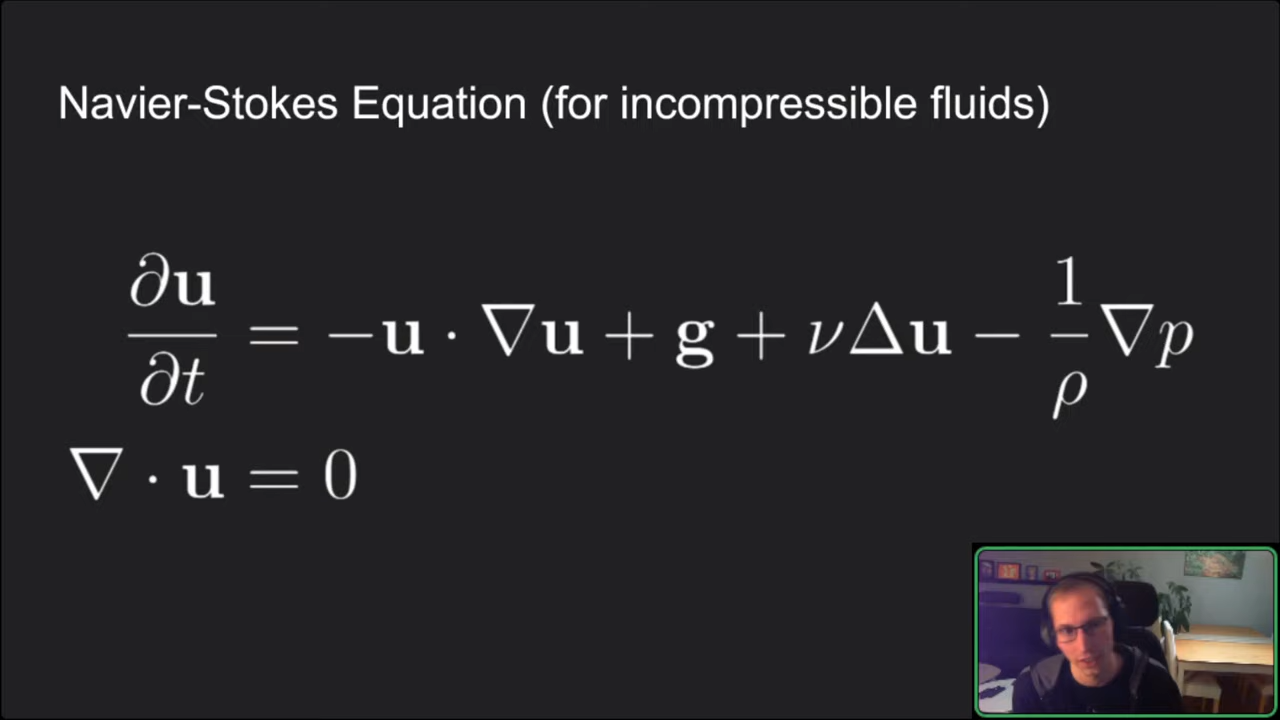 Navier-Stokes Equation (for incompressible fluids)
∂u/∂t = −u · ∇u + g + νΔu − 1/ρ ∇p
∇ · u = 0